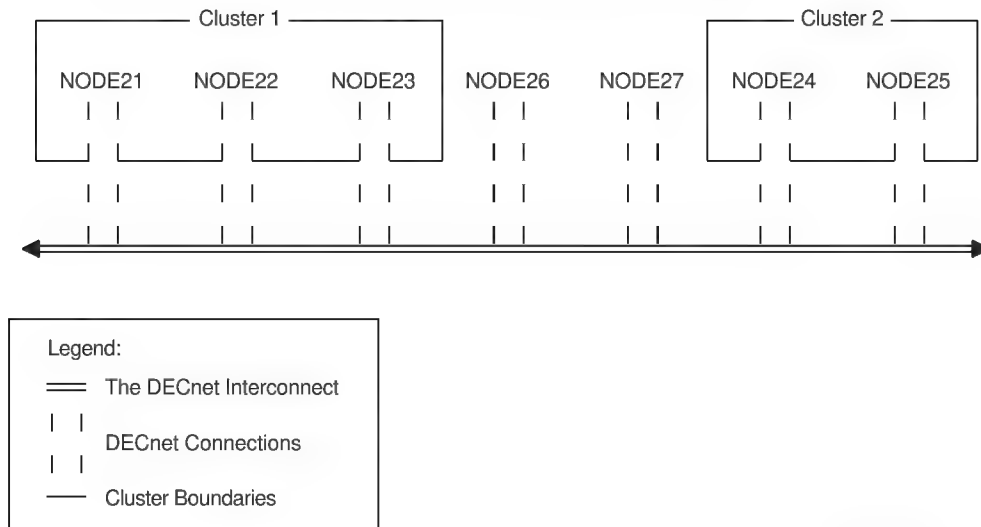 Cluster 1 Cluster 2
NODE21 NODE22 NODE23 NODE26 NODE27 NODE24 NODE25
Legend:
The DECnet Interconnect
DECnet Connections
Cluster Boundaries